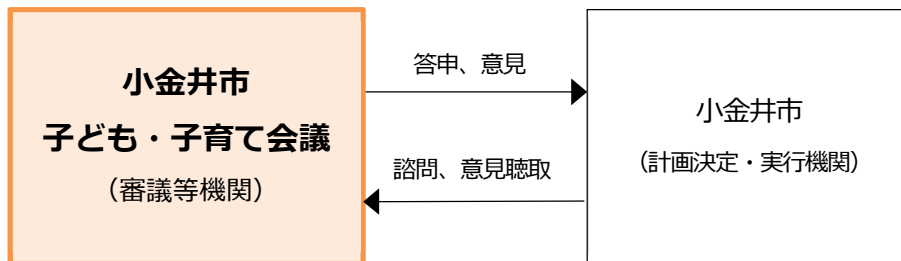 小金井市
子ども・子育て会議
（審議等機関）
答申、意見
諮問、意見聴取
小金井市
（計画決定・実行機関）